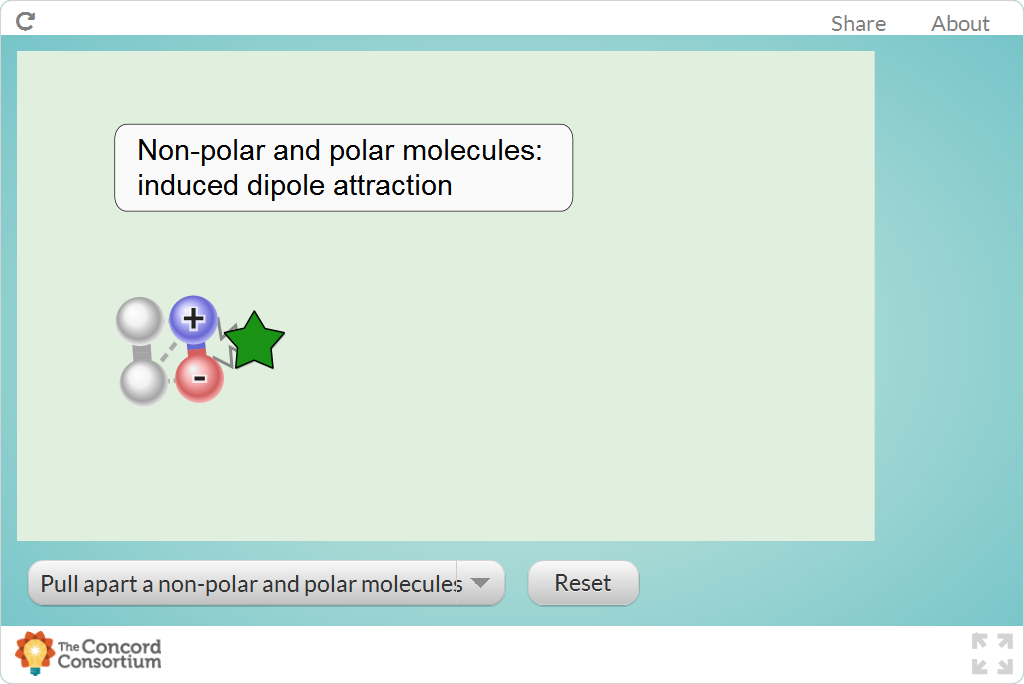 Share About
Non-polar and polar molecules:
induced dipole attraction
+
-
Pull apart a non-polar and polar molecules Reset
The Concord
Consortium